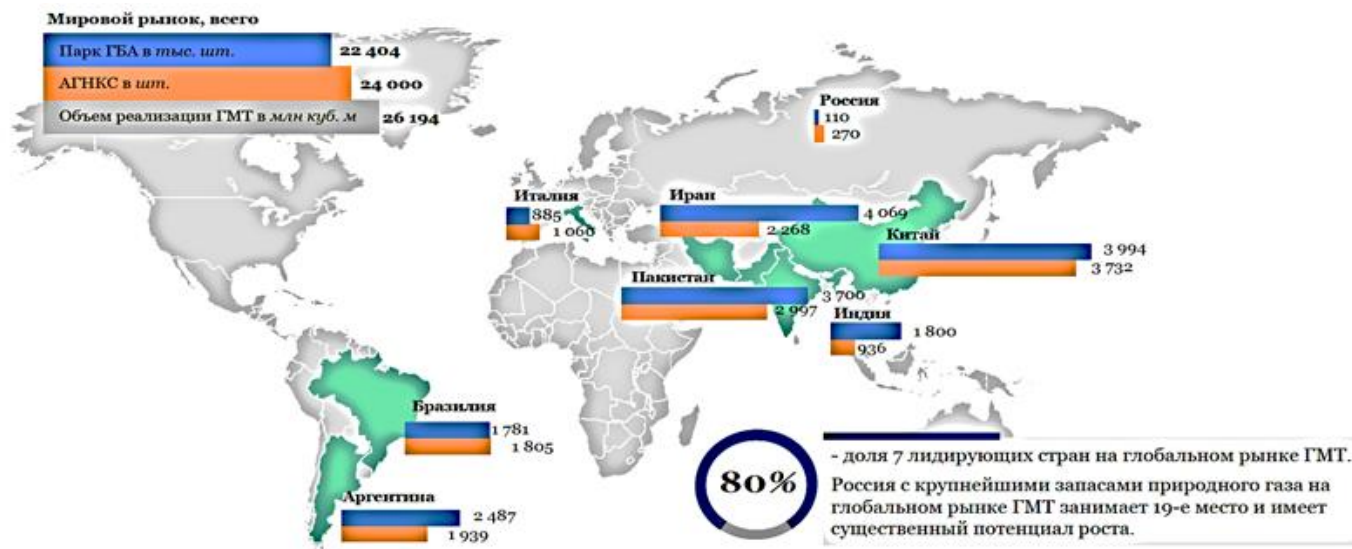 Мировой рынок, всего
Парк ГБА в тыс. шт. 22 404
АГНКС в шт. 24 000
Объем реализации ГМТ в млн куб. м 26 194
Россия
110
270
Италия
885
1 060
Иран
4 069
2 268
Китай
3 994
3 732
Пакистан
3 700
2 997
Индия
1 800
936
Бразилия
1 781
1 805
Аргентина
2 487
1 939
80%
- доля 7 лидирующих стран на глобальном рынке ГМТ.
Россия с крупнейшими запасами природного газа на
глобальном рынке ГМТ занимает 19-е место и имеет
существенный потенциал роста.